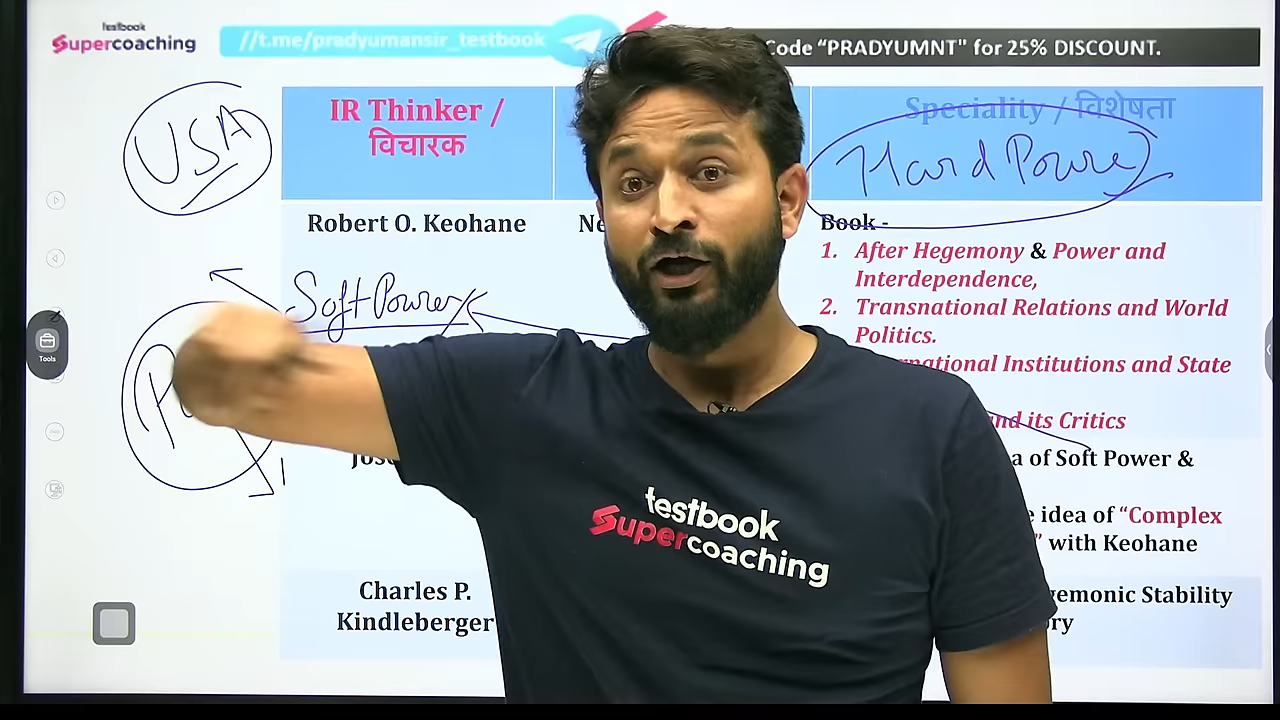 testbook
Supercoaching
//t.me/pradyumansir_testbook
Code “PRADYUMNT" for 25% DISCOUNT.
USA
IR Thinker /
विचारक
Speciality / विशेषता
Hard Power
Robert O. Keohane
Book -
1. After Hegemony & Power and
Interdependence,
2. Transnational Relations and World
Politics.
Institutions and State
and its Critics
Soft Power
Tools
of Soft Power &
idea of “Complex
” with Keohane
Charles P.
Kindleberger
Stability
testbook
Supercoaching